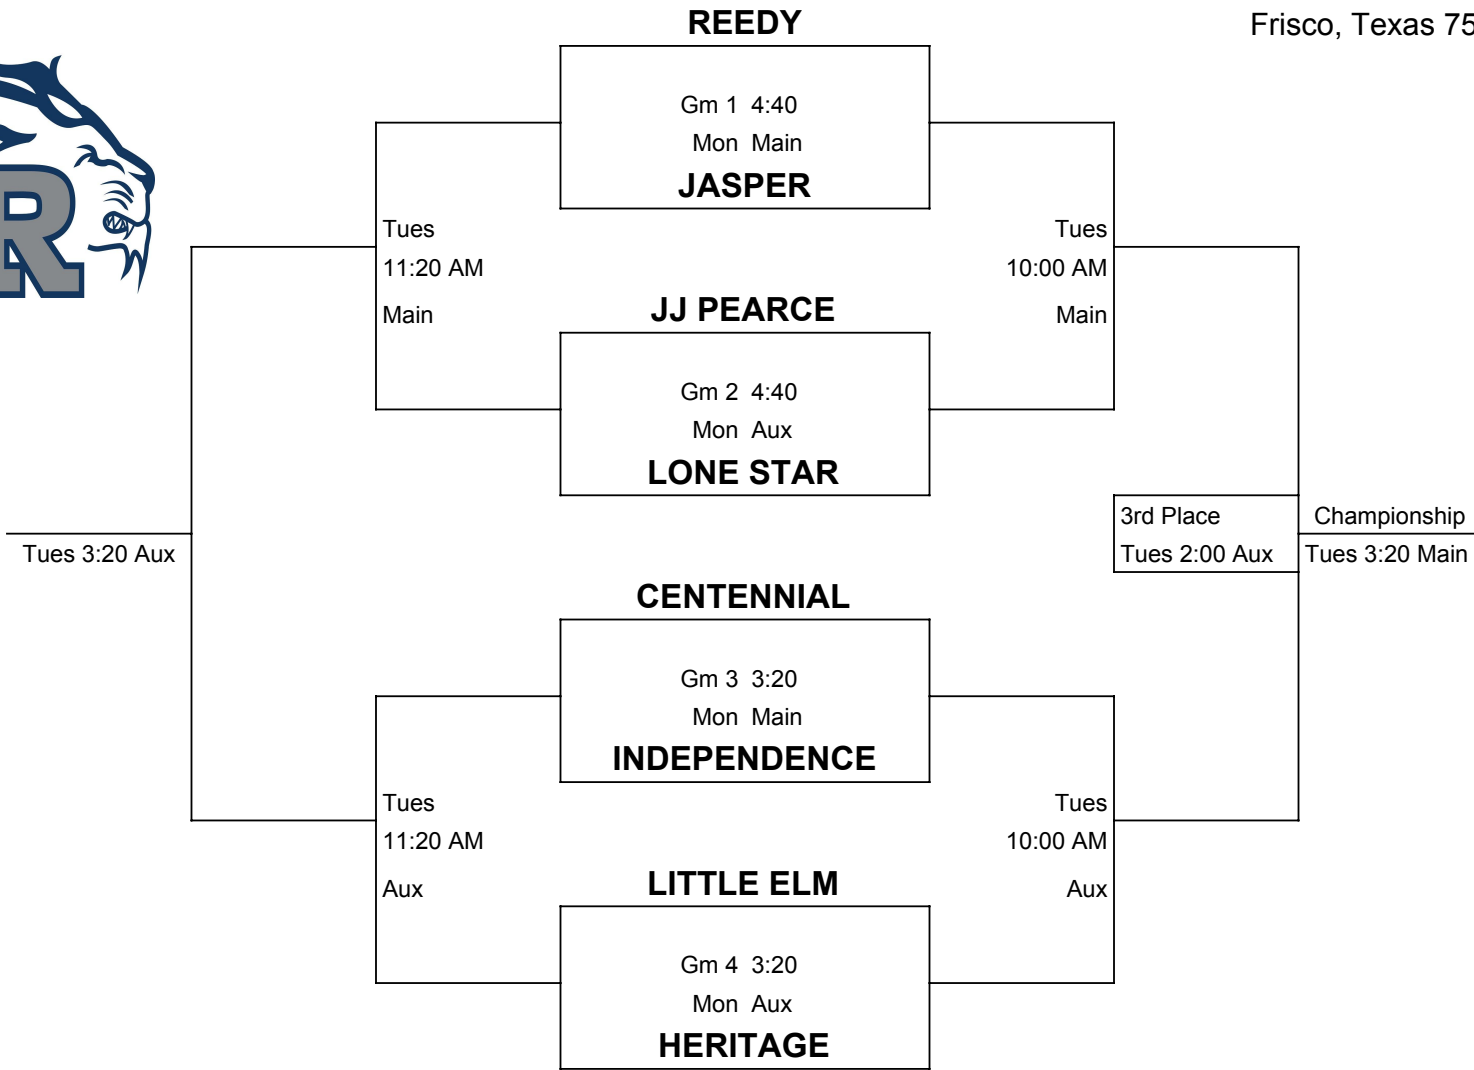 REEDY
Frisco, Texas 75
Gm 1 4:40
Mon Main
JASPER
R
Tues
11:20 AM
Main
Tues
10:00 AM
Main
JJ PEARCE
Gm 2 4:40
Mon Aux
LONE STAR
Tues 3:20 Aux
3rd Place
Tues 2:00 Aux
Championship
Tues 3:20 Main
CENTENNIAL
Gm 3 3:20
Mon Main
INDEPENDENCE
Tues
11:20 AM
Aux
Tues
10:00 AM
Aux
LITTLE ELM
Gm 4 3:20
Mon Aux
HERITAGE